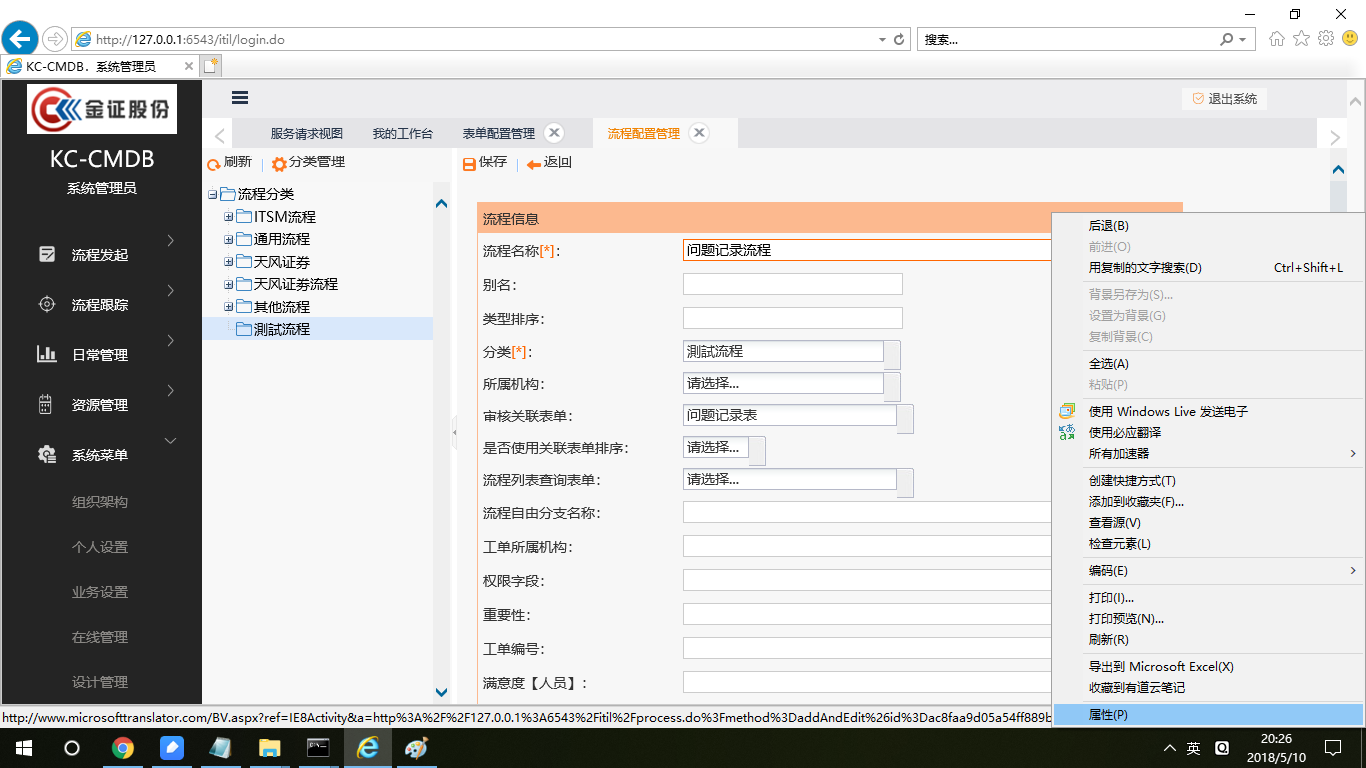 http://127.0.0.1:6543/itil/login.do
搜索...
KC-CMDB．系统管理员
金证股份
KC-CMDB
系统管理员
流程发起
流程跟踪
日常管理
资源管理
系统菜单
组织架构
个人设置
业务设置
在线管理
设计管理
退出系统
服务请求视图 我的工作台 表单配置管理 流程配置管理
刷新 分类管理
流程分类
ITSM流程
通用流程
天风证券
天风证券流程
其他流程
測試流程
保存 返回
流程信息
流程名称[*]： 问题记录流程
别名：
类型排序：
分类[*]： 測試流程
所属机构： 请选择...
审核关联表单： 问题记录表
是否使用关联表单排序： 请选择...
流程列表查询表单： 请选择...
流程自由分支名称：
工单所属机构：
权限字段：
重要性：
工单编号：
满意度【人员】：
后退(B)
前进(O)
用复制的文字搜索(D) Ctrl+Shift+L
背景另存为(S)...
设置为背景(G)
复制背景(C)
全选(A)
粘贴(P)
使用 Windows Live 发送电子
使用必应翻译
所有加速器
创建快捷方式(T)
添加到收藏夹(F)...
查看源(V)
检查元素(L)
编码(E)
打印(I)...
打印预览(N)...
刷新(R)
导出到 Microsoft Excel(X)
收藏到有道云笔记
属性(P)
http://www.microsofttranslator.com/BV.aspx?ref=IE8Activity&a=http%3A%2F%2F127.0.0.1%3A6543%2Fitil%2Fprocess.do%3Fmethod%3DaddAndEdit%26id%3Dac8faa9d05a54ff889b
英
20:26
2018/5/10